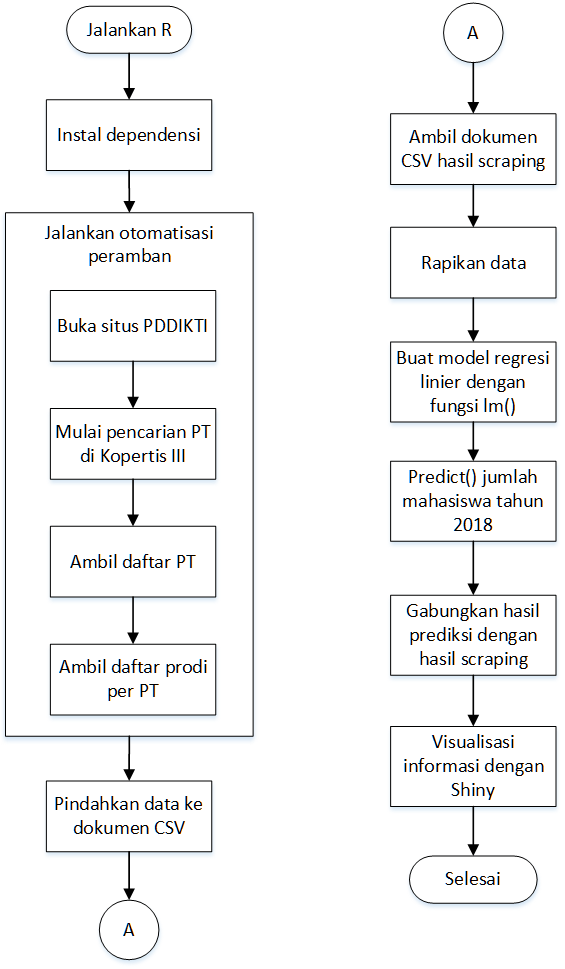 Jalankan R
Instal dependensi
Jalankan otomatisasi
peramban
Buka situs PDDIKTI
Mulai pencarian PT
di Kopertis III
Ambil daftar PT
Ambil daftar prodi
per PT
Pindahkan data ke
dokumen CSV
A
A
Ambil dokumen
CSV hasil scraping
Rapikan data
Buat model regresi
linier dengan
fungsi lm()
Predict() jumlah
mahasiswa tahun
2018
Gabungkan hasil
prediksi dengan
hasil scraping
Visualisasi
informasi dengan
Shiny
Selesai